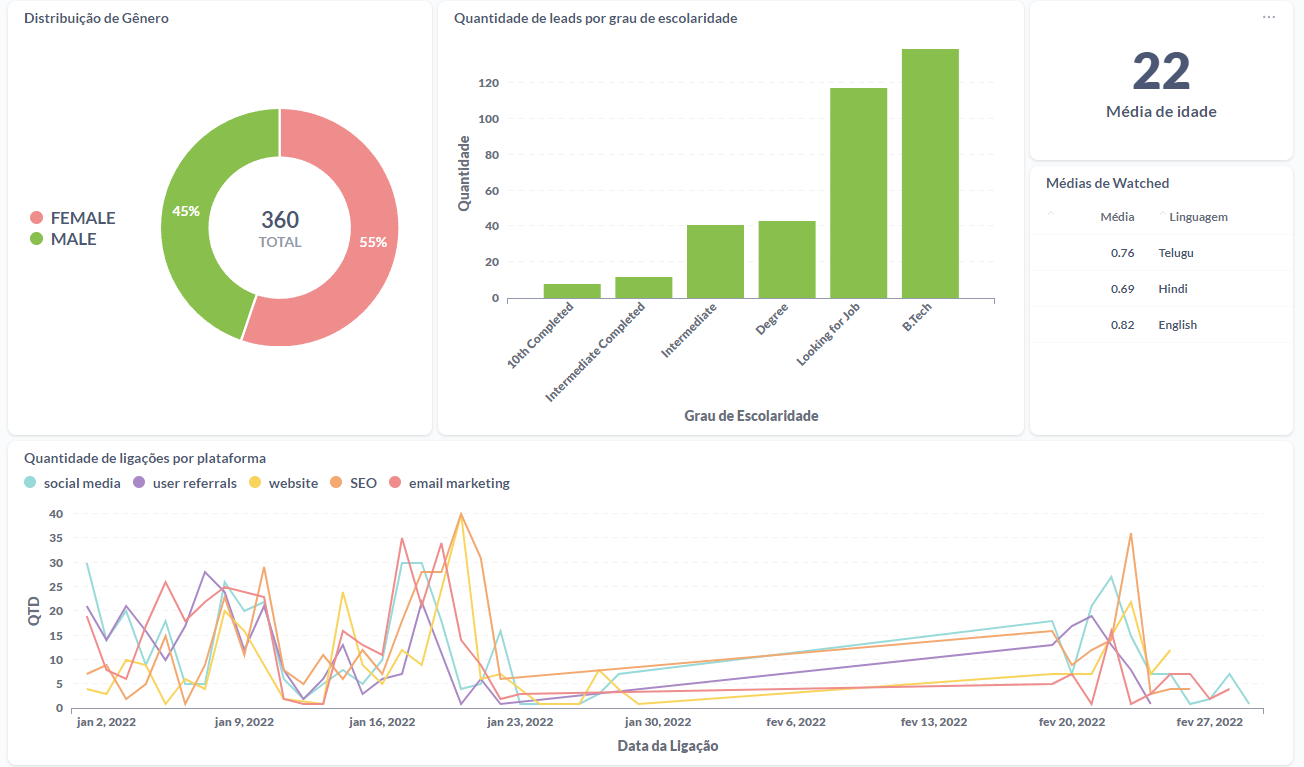 Distribuição de Gênero
FEMALE
MALE
45%
360
TOTAL
55%
Quantidade de leads por grau de escolaridade
Quantidade
120
100
80
60
40
20
0
10th Completed
Intermediate Completed
Intermediate
Degree
Looking for Job
B.Tech
Grau de Escolaridade
...
22
Média de idade
Médias de Watched
Média Linguagem
0.76 Telugu
0.69 Hindi
0.82 English
Quantidade de ligações por plataforma
social media user referrals website SEO email marketing
QTD
40
35
30
25
20
15
10
5
0
jan 2, 2022 jan 9, 2022 jan 16, 2022 jan 23, 2022 jan 30, 2022 fev 6, 2022 fev 13, 2022 fev 20, 2022 fev 27, 2022
Data da Ligação